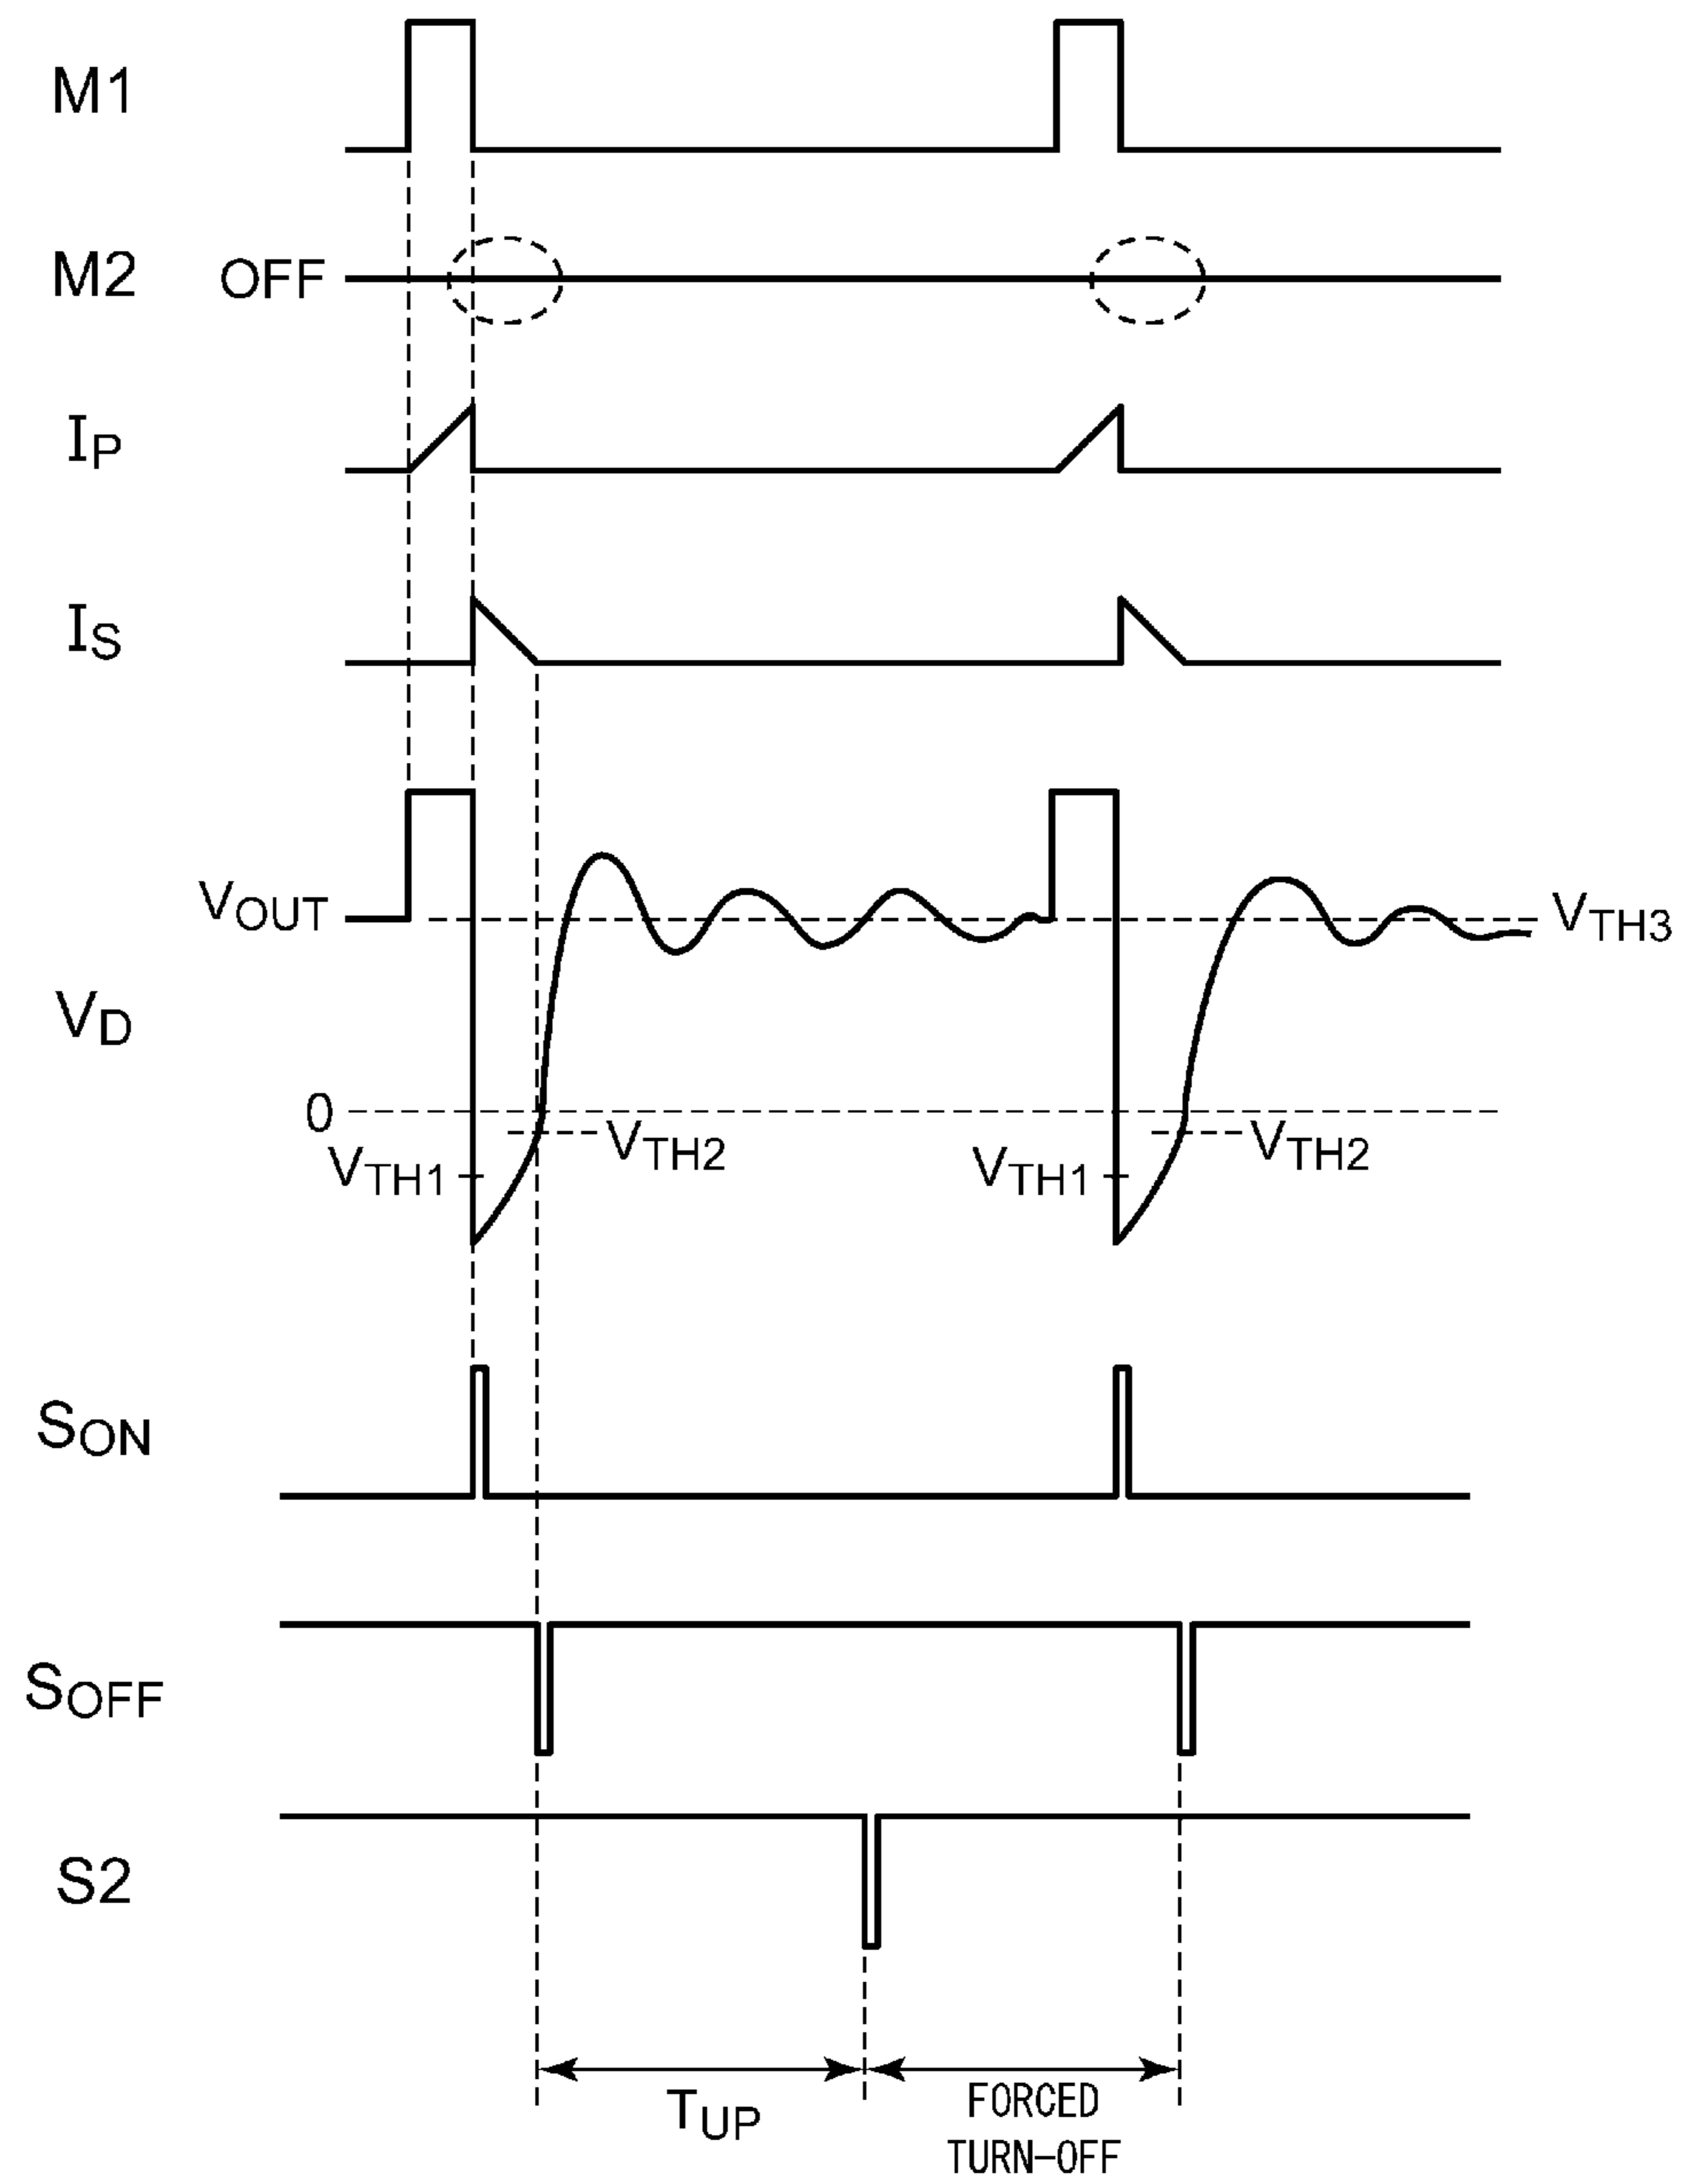 M1
M2 OFF
IP
IS
VOUT
VTH3
VD
0
VTH1 VTH2 VTH1 VTH2
SON
SOFF
S2
TUP
FORCED
TURN-OFF